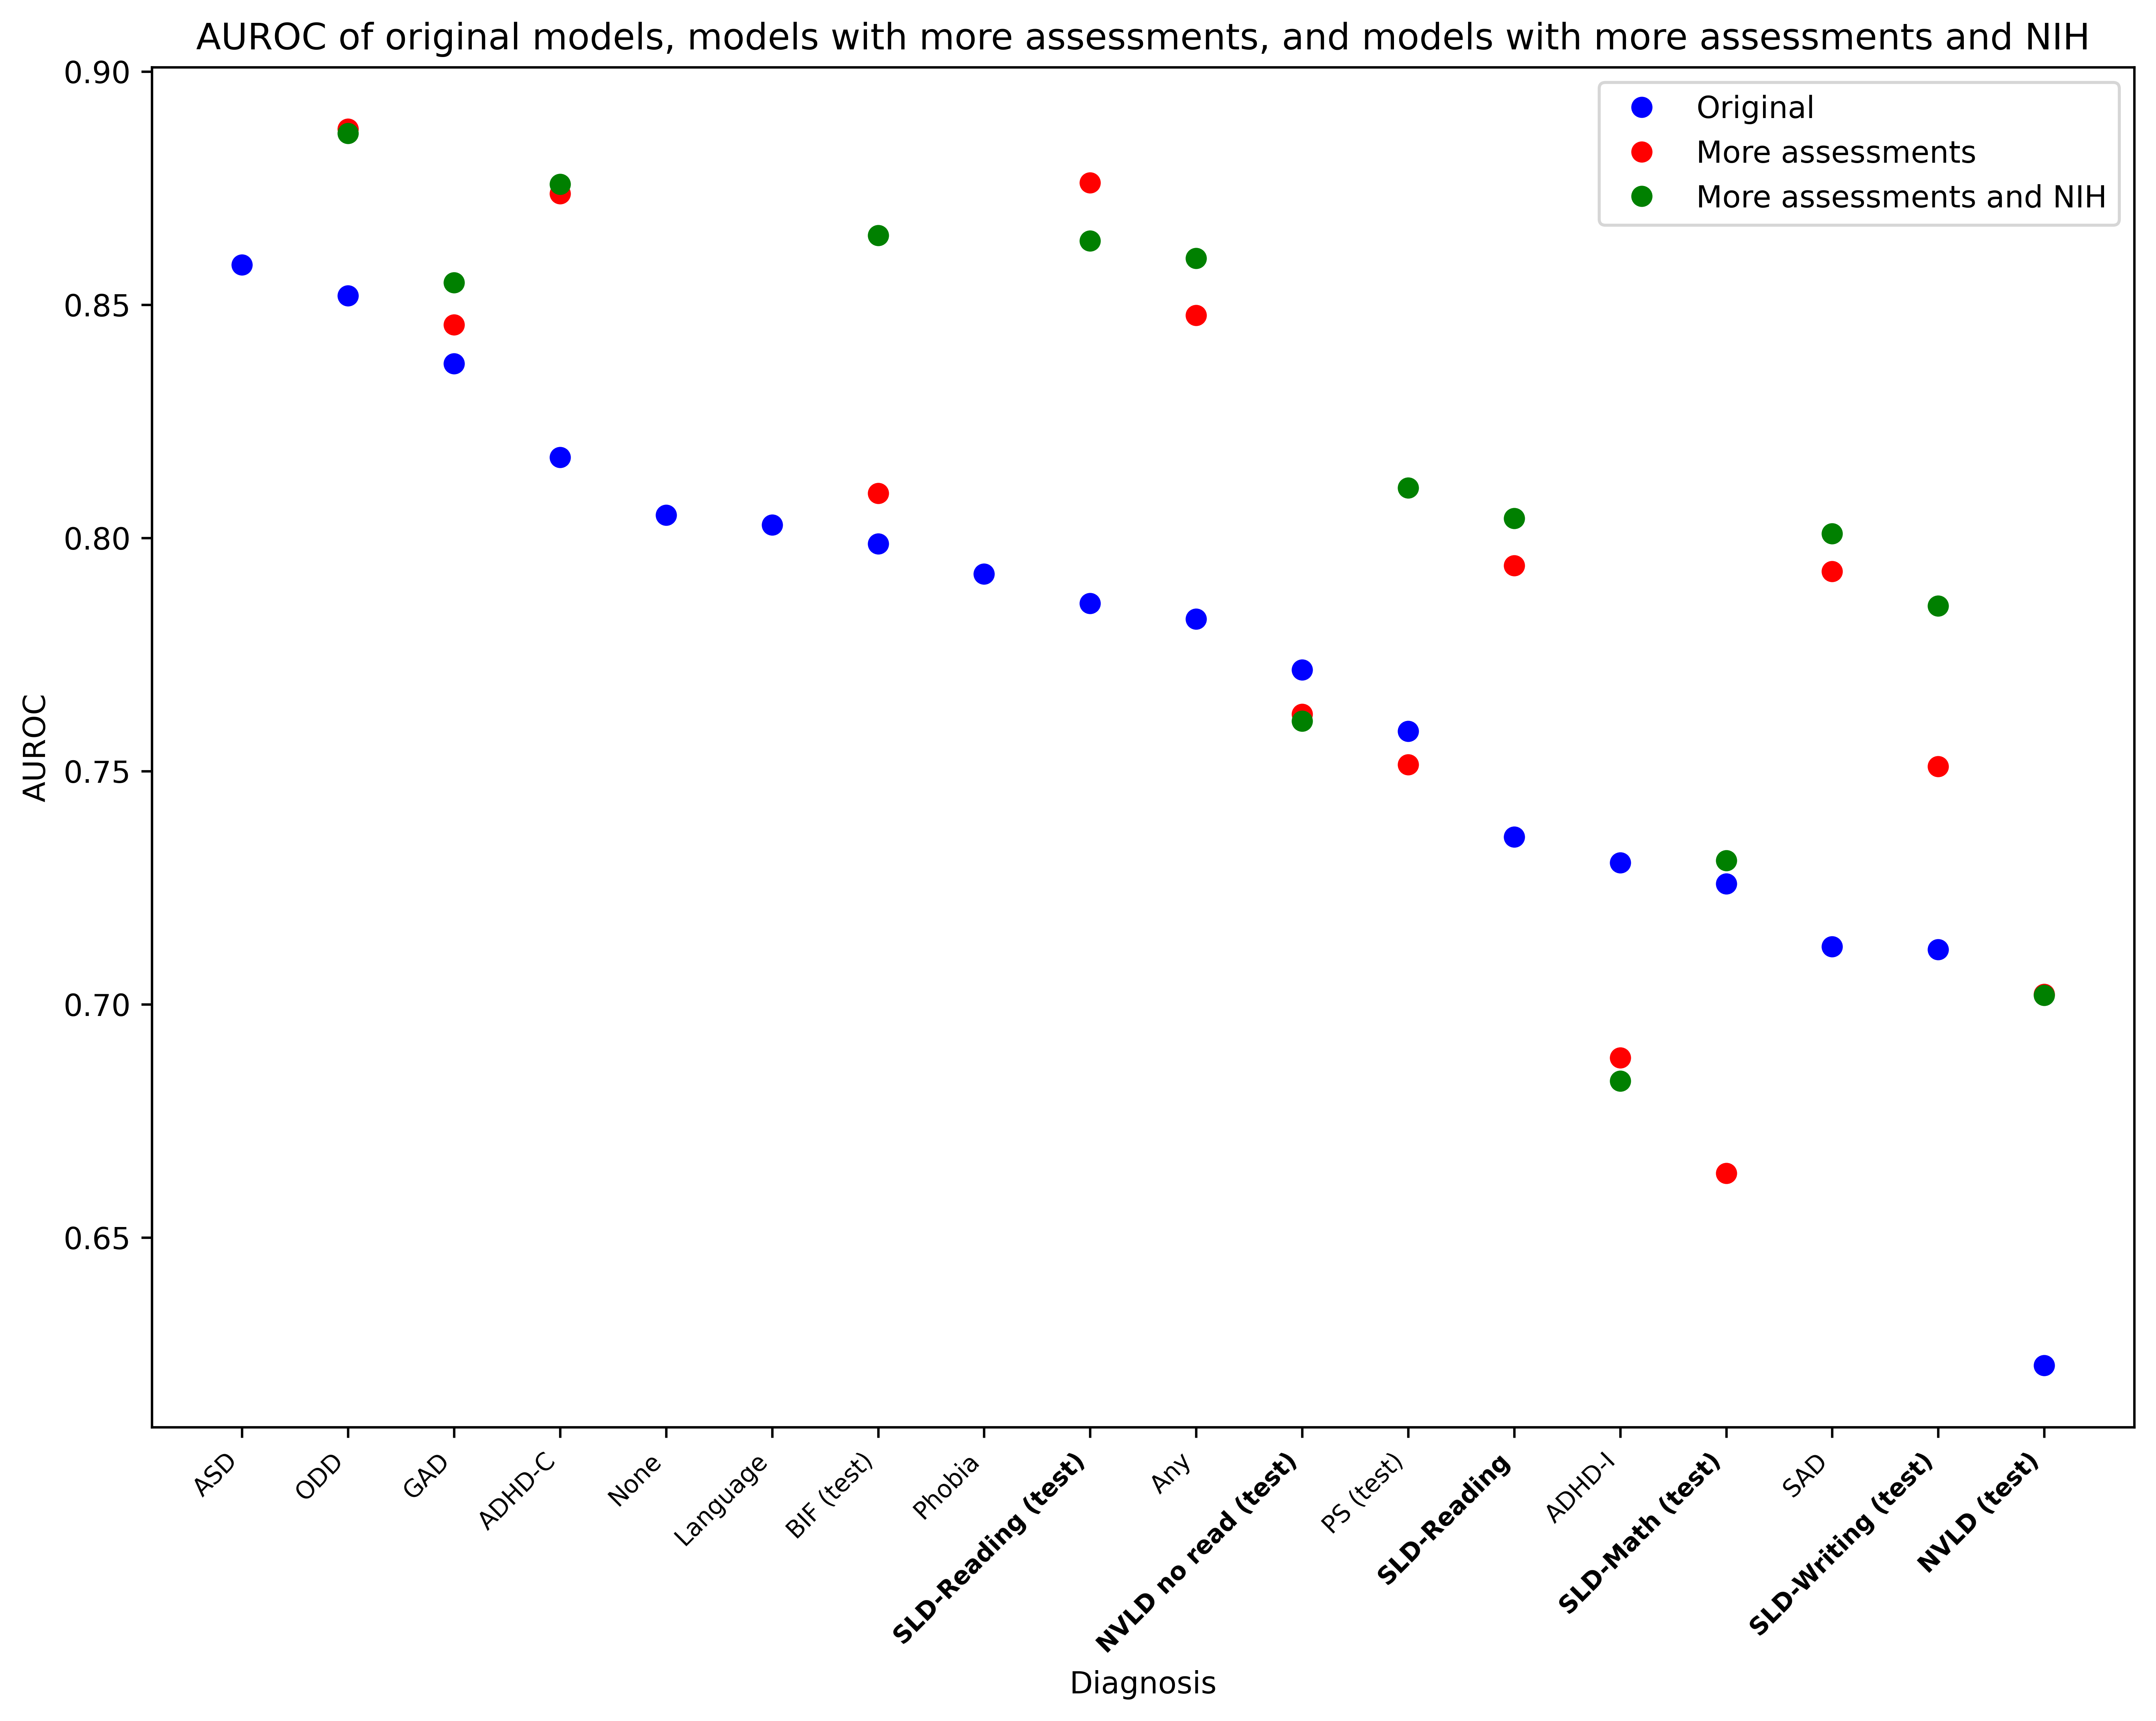 AUROC of original models, models with more assessments, and models with more assessments and NIH
Original
More assessments
More assessments and NIH
AUROC
0.90
0.85
0.80
0.75
0.70
0.65
ASD
ODD
GAD
ADHD-C
None
Language
BIF (test)
Phobia
SLD-Reading (test)
Any
NVLD no read (test)
PS (test)
SLD-Reading
ADHD-I
SLD-Math (test)
SAD
SLD-Writing (test)
NVLD (test)
Diagnosis